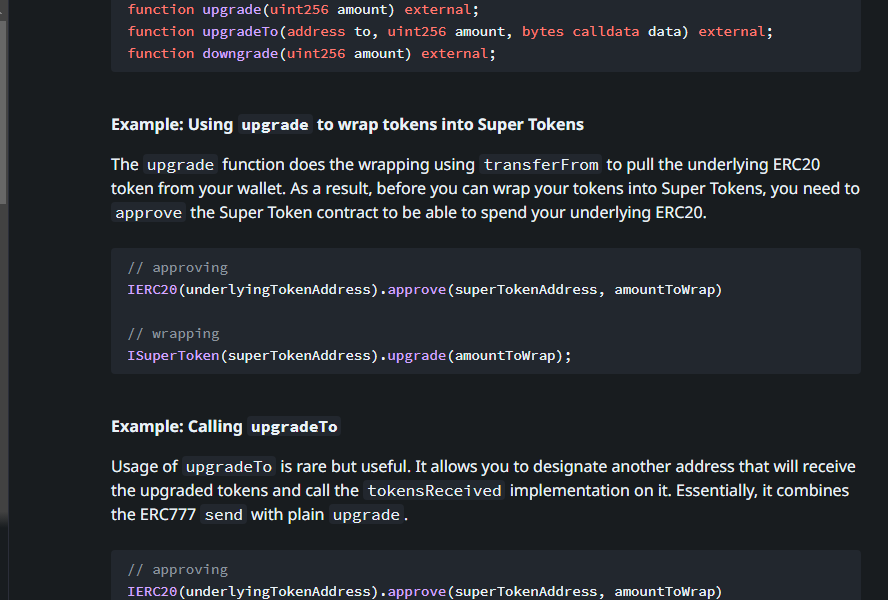 function upgrade(uint256 amount) external;
function upgradeTo(address to, uint256 amount, bytes calldata data) external;
function downgrade(uint256 amount) external;
Example: Using upgrade to wrap tokens into Super Tokens
The upgrade function does the wrapping using transferFrom to pull the underlying ERC20
token from your wallet. As a result, before you can wrap your tokens into Super Tokens, you need to
approve the Super Token contract to be able to spend your underlying ERC20.
// approving
IERC20(underlyingTokenAddress).approve(superTokenAddress, amountToWrap)
// wrapping
ISuperToken(superTokenAddress).upgrade(amountToWrap);
Example: Calling upgradeTo
Usage of upgradeTo is rare but useful. It allows you to designate another address that will receive
the upgraded tokens and call the tokensReceived implementation on it. Essentially, it combines
the ERC777 send with plain upgrade.
// approving
IERC20(underlyingTokenAddress).approve(superTokenAddress, amountToWrap)